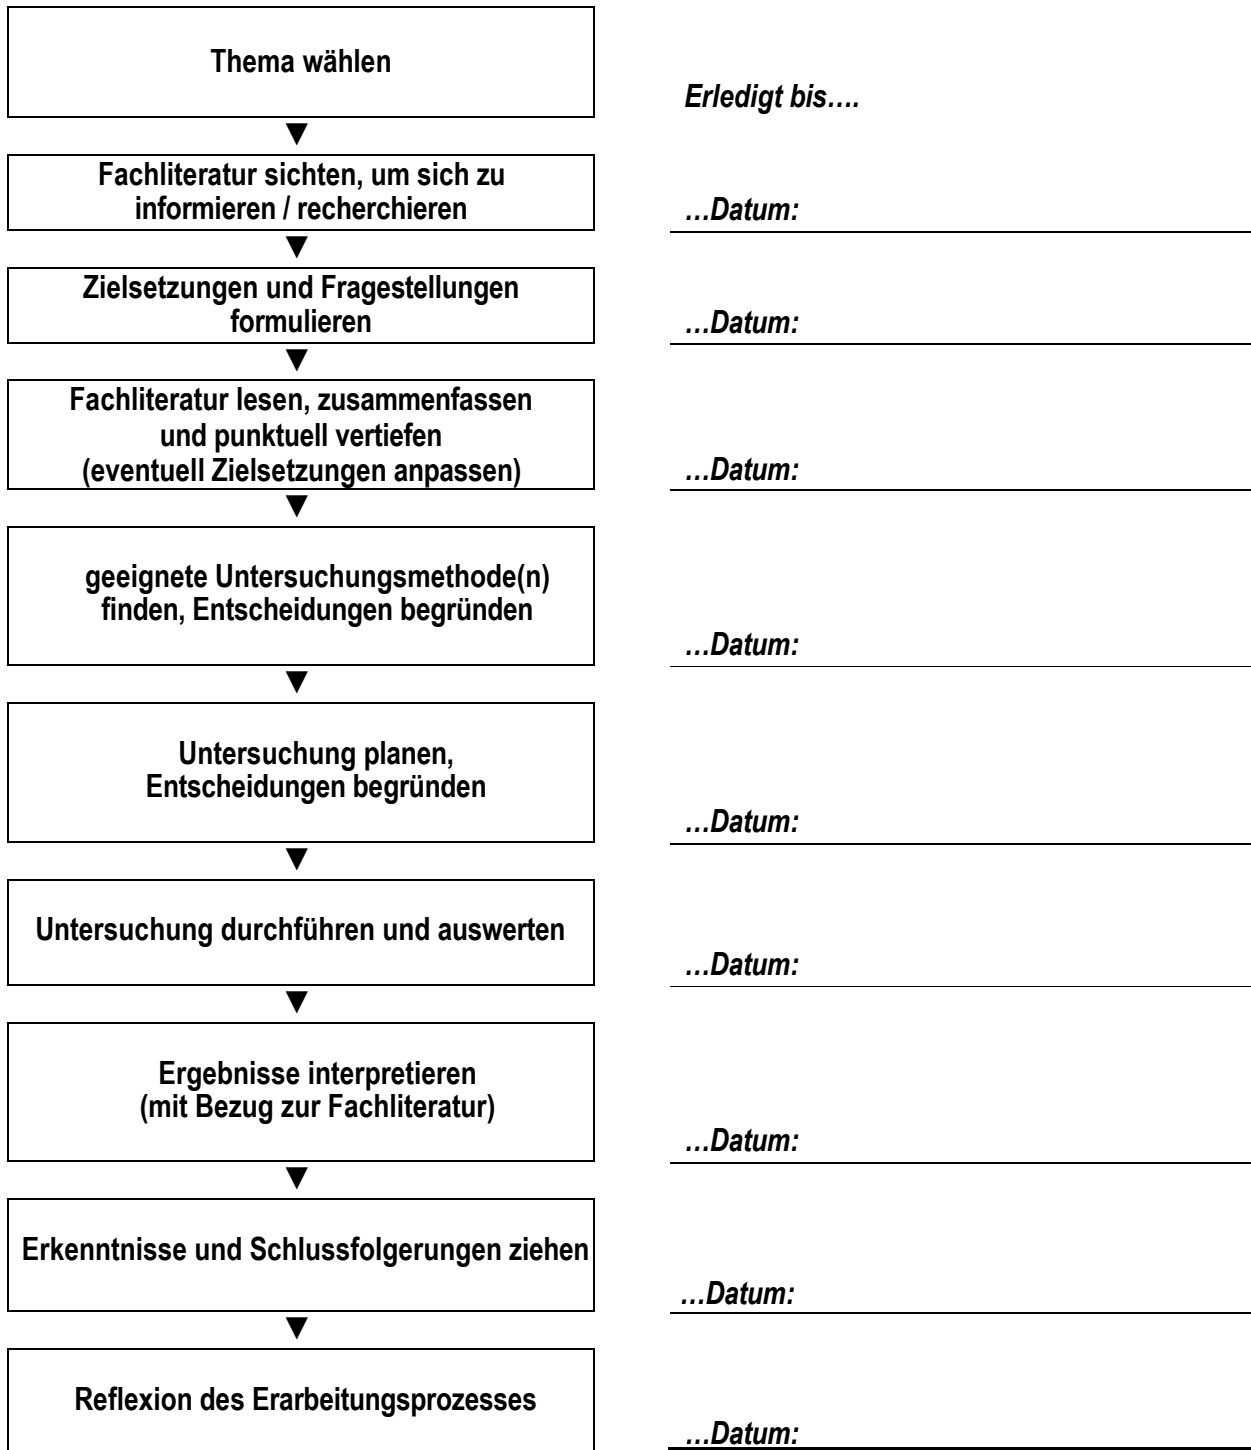 Thema wählen
Erledigt bis….
▼
Fachliteratur sichten, um sich zu
informieren / recherchieren
…Datum:
▼
Zielsetzungen und Fragestellungen
formulieren
…Datum:
▼
Fachliteratur lesen, zusammenfassen
und punktuell vertiefen
(eventuell Zielsetzungen anpassen)
…Datum:
▼
geeignete Untersuchungsmethode(n)
finden, Entscheidungen begründen
…Datum:
▼
Untersuchung planen,
Entscheidungen begründen
…Datum:
▼
Untersuchung durchführen und auswerten
…Datum:
▼
Ergebnisse interpretieren
(mit Bezug zur Fachliteratur)
…Datum:
▼
Erkenntnisse und Schlussfolgerungen ziehen
…Datum:
▼
Reflexion des Erarbeitungsprozesses
…Datum: